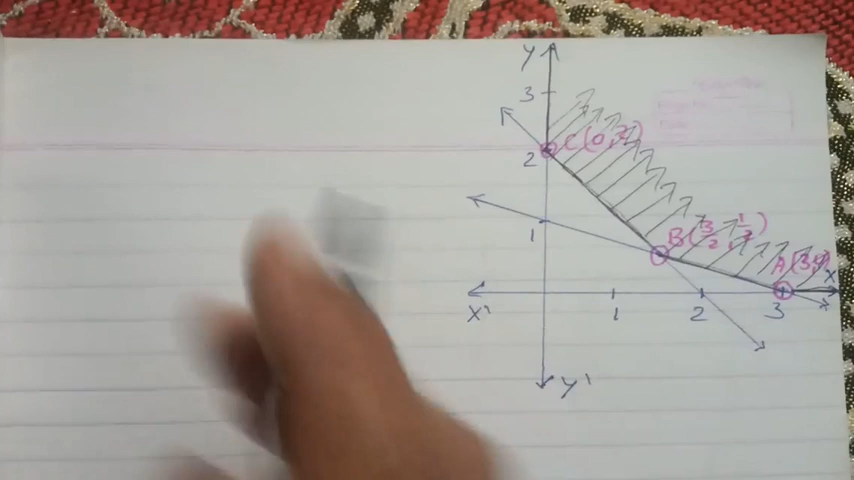 Y
3
C(0,2)
2
1
B(3/2, 1/2)
A(3,0)
X
X' 1 2 3 x
Y'